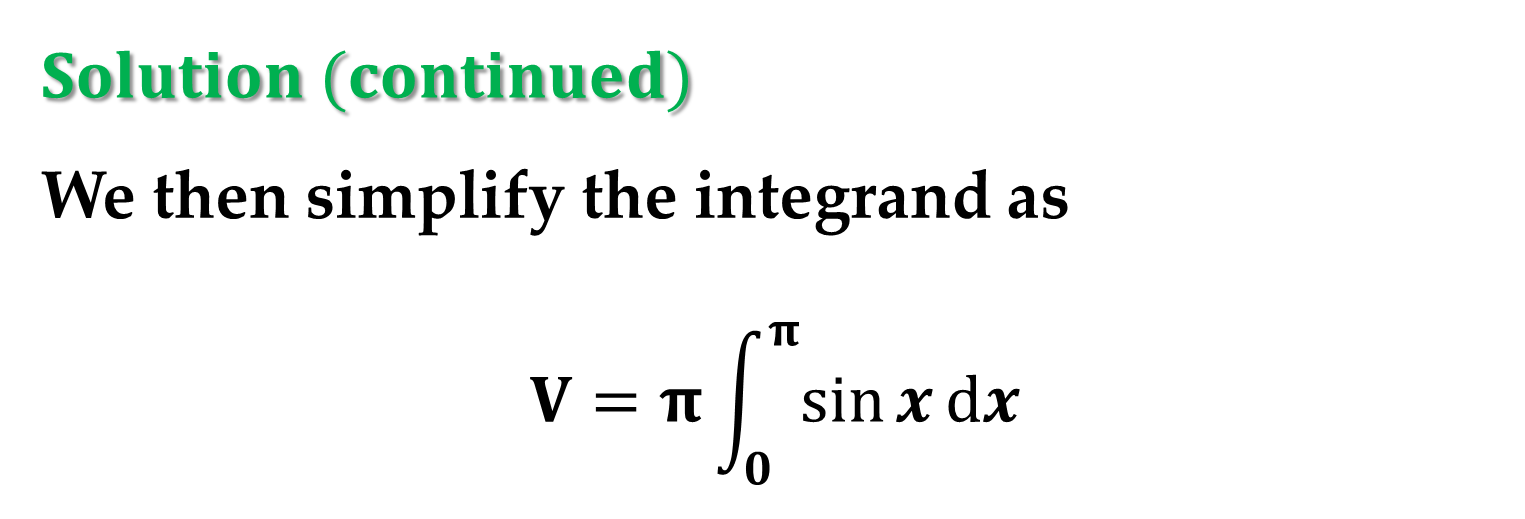 Solution (continued)
We then simplify the integrand as
V = π ∫₀^π sin x dx